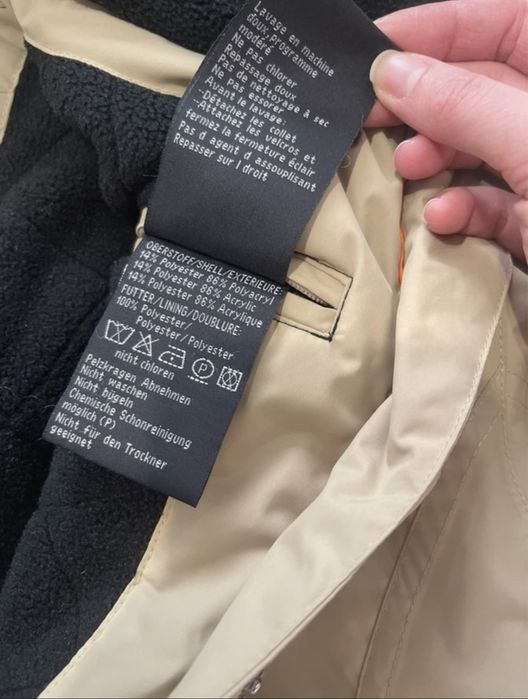 Lavage en machine
doux,programme
modéré
Ne pas chlorer
Repassage doux
Pas de nettoyage à sec
Ne pas essorer
Avant le lavage:
-Détachez les collet
-Attachez les velcros et
fermez la fermeture éclair
Pas d agent d assouplisant
Repasser sur l droit
OBERSTOFF/SHELL/EXTERIEURE:
14% Polyester 86% Polyacryl
14% Polyester 86% Acrylic
14% Polyester 86% Acrylique
FUTTER/LINING/DOUBLURE:
100% Polyester/
Polyester/Polyester
P
nicht chloren
Pelzkragen Abnehmen
Nicht waschen
Nicht bügeln
Chemische Schonreinigung
möglich (P)
Nicht für den Trockner
geeignet